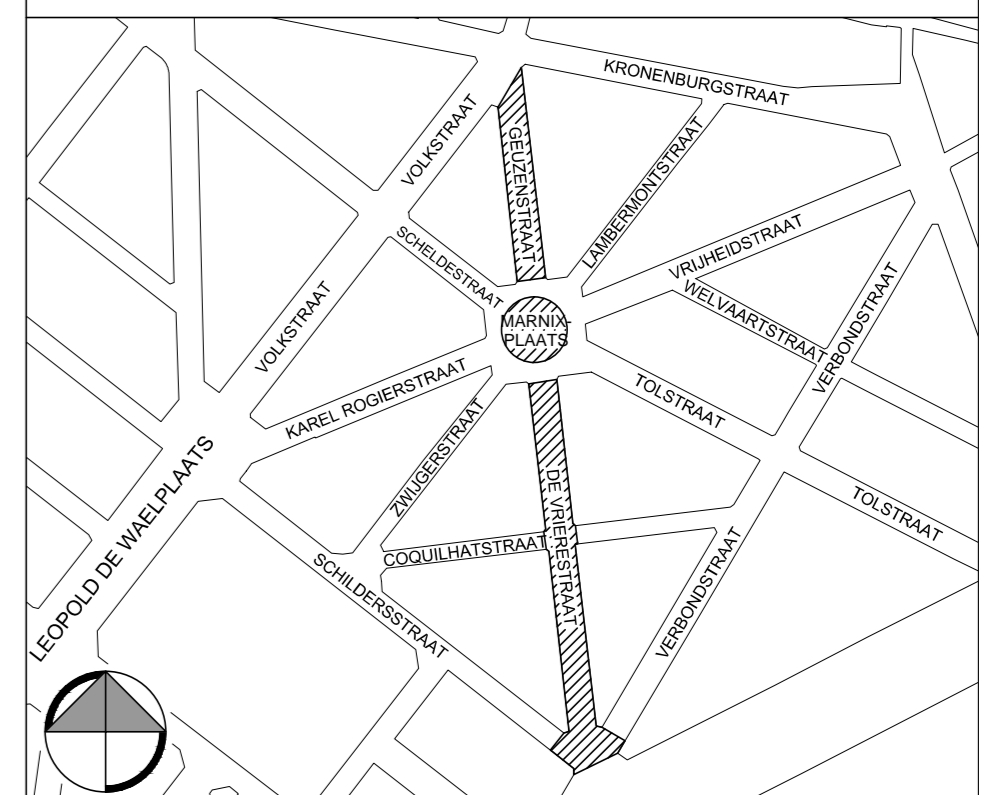 KRONENBURGSTRAAT
VOLKSTRAAT
GEUZENSTRAAT
LAMBERMONTSTRAAT
SCHELDESTRAAT
VRIJHEIDSTRAAT
WELVAARTSTRAAT
VERBONDSTRAAT
VOLKSTRAAT
MARNIX-
PLAATS
KAREL ROGIERSTRAAT
TOLSTRAAT
ZWIJGERSTRAAT
LEOPOLD DE WAELPLAATS
DE VRIERESTRAAT
TOLSTRAAT
COQUILHATSTRAAT
SCHILDERSSTRAAT
VERBONDSTRAAT